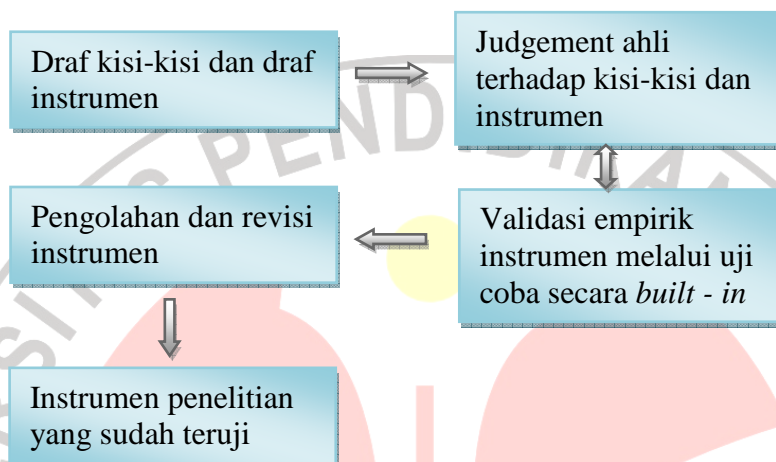 Draf kisi-kisi dan draf
instrumen
Judgement ahli
terhadap kisi-kisi dan
instrumen
Pengolahan dan revisi
instrumen
Validasi empirik
instrumen melalui uji
coba secara built - in
Instrumen penelitian
yang sudah teruji